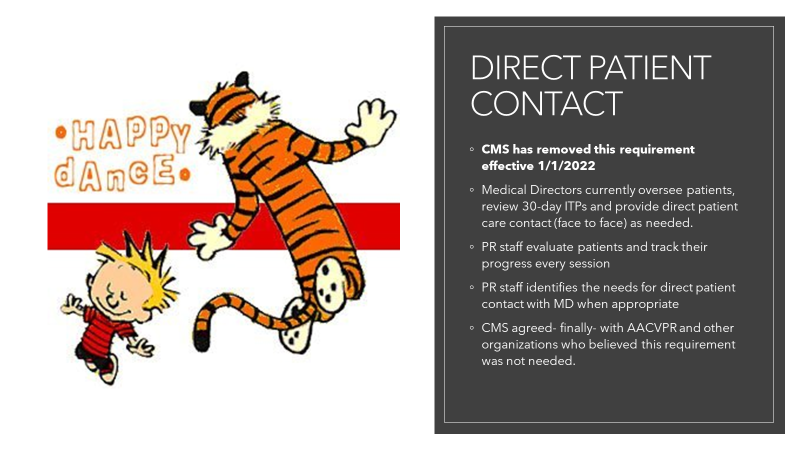 •HAPPY
dAnCE•
DIRECT PATIENT
CONTACT
◦ CMS has removed this requirement
effective 1/1/2022
◦ Medical Directors currently oversee patients,
review 30-day ITPs and provide direct patient
care contact (face to face) as needed.
◦ PR staff evaluate patients and track their
progress every session
◦ PR staff identifies the needs for direct patient
contact with MD when appropriate
◦ CMS agreed- finally- with AACVPR and other
organizations who believed this requirement
was not needed.